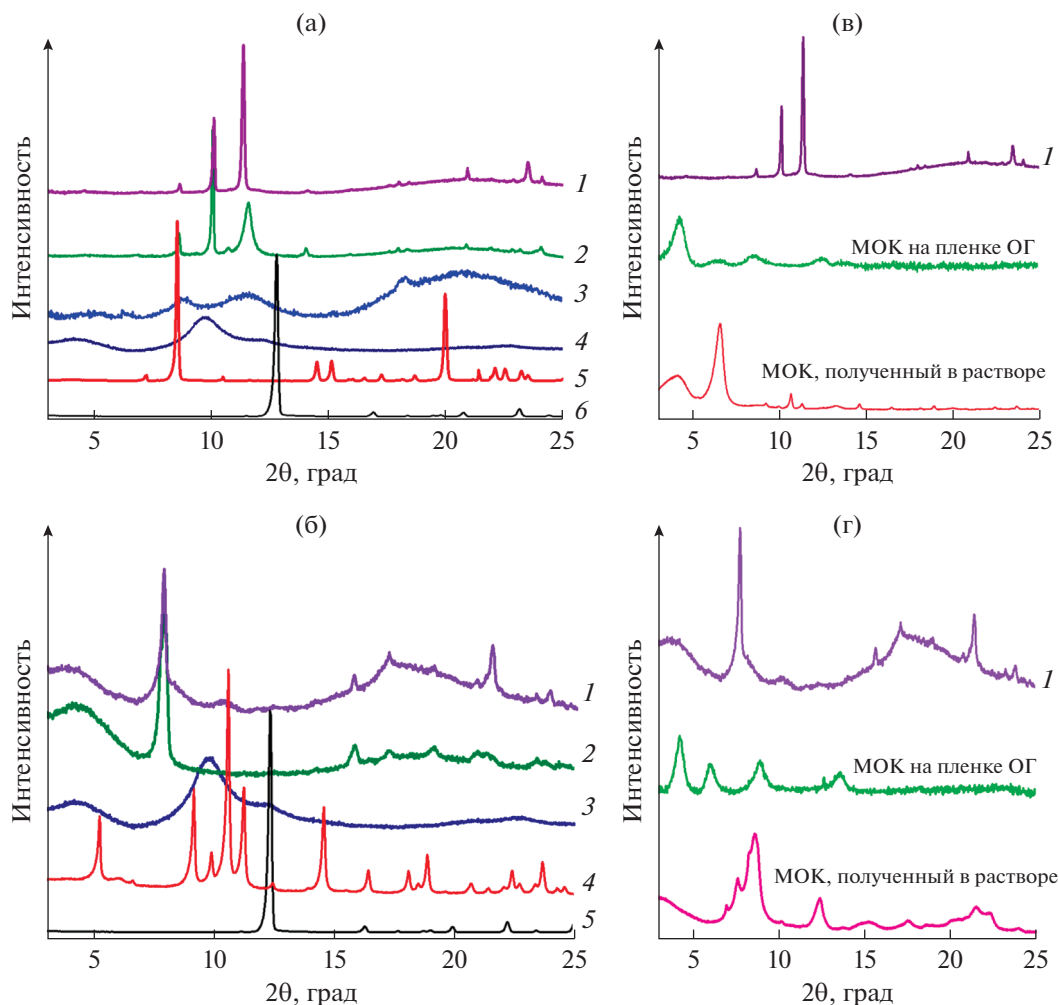 (а)
Интенсивность
1
2
3
4
5
6
5 10 15 20 25
2θ, град
(в)
Интенсивность
1
МОК на пленке ОГ
МОК, полученный в растворе
5 10 15 20 25
2θ, град
(б)
Интенсивность
1
2
3
4
5
5 10 15 20 25
2θ, град
(г)
Интенсивность
1
МОК на пленке ОГ
МОК, полученный в растворе
5 10 15 20 25
2θ, град